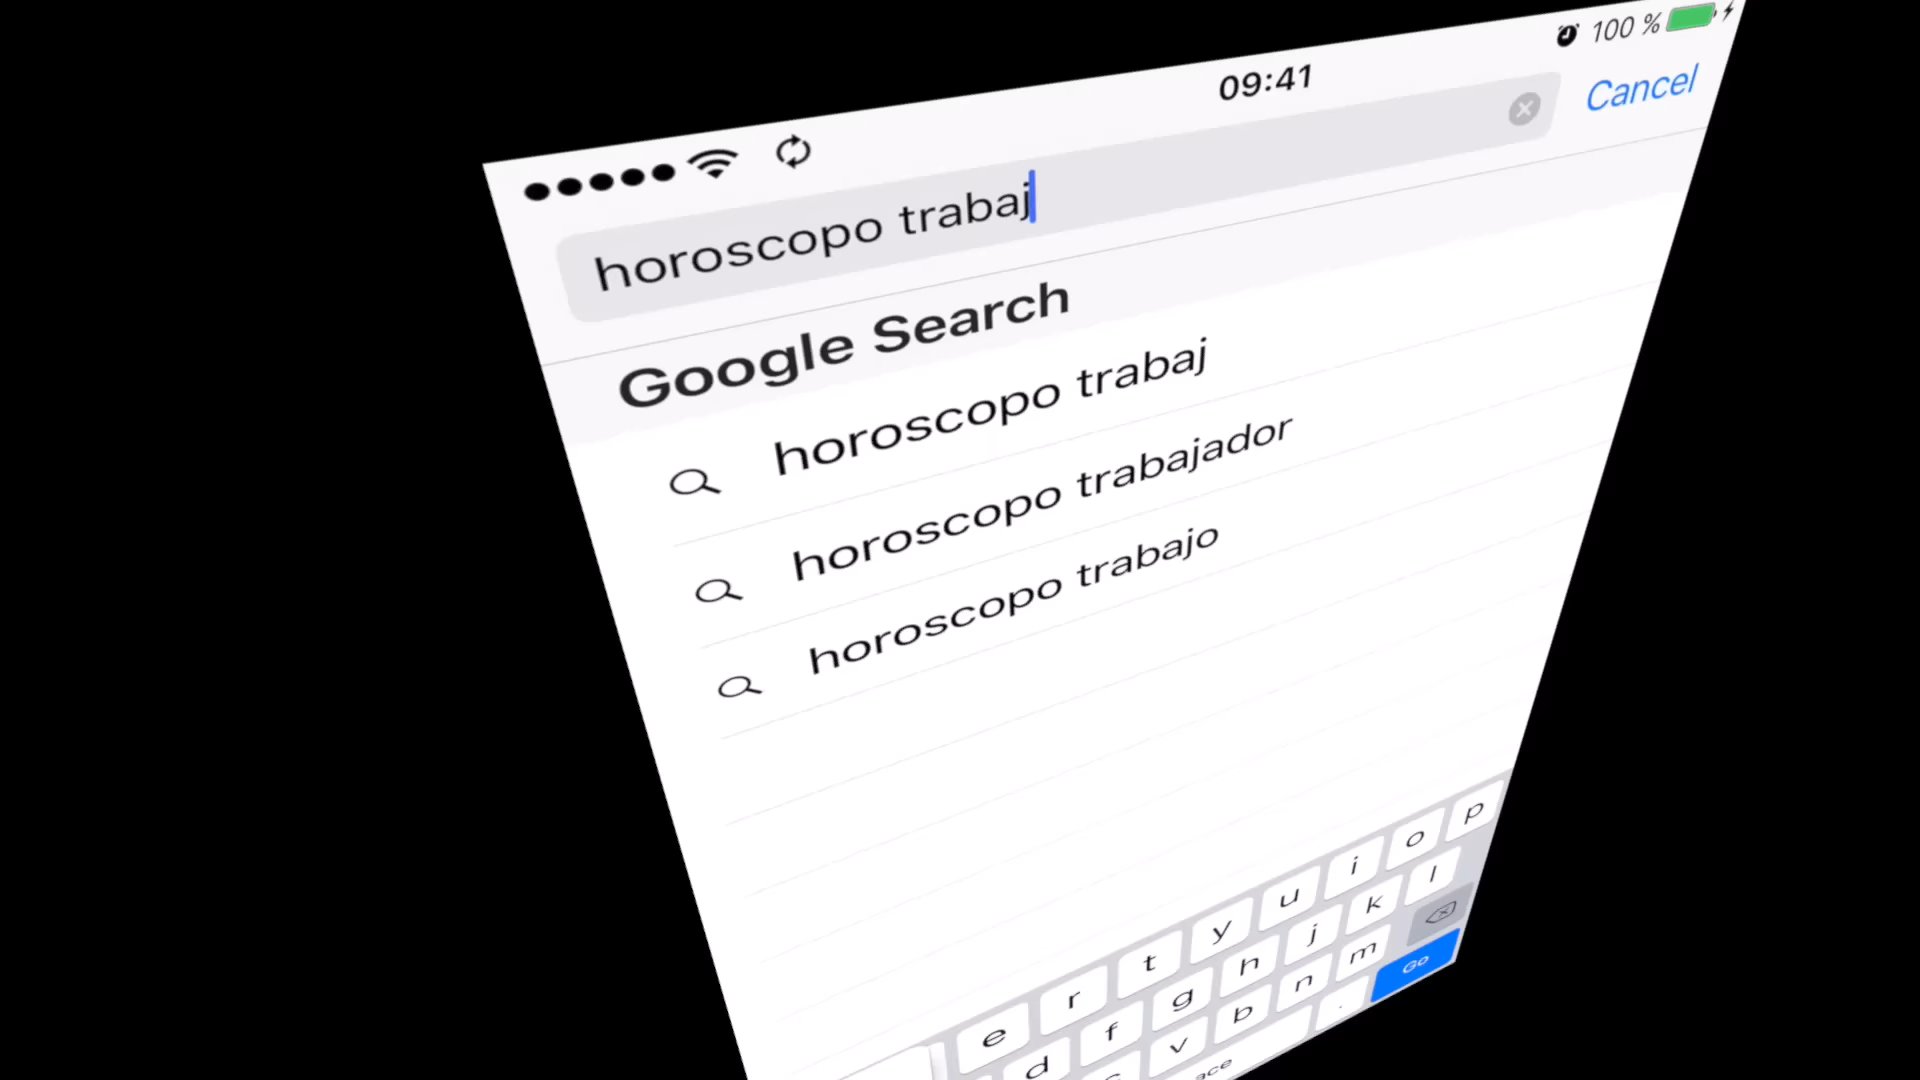 09:41
100 %
horoscopo trabaj
Cancel
Google Search
horoscopo trabaj
horoscopo trabajador
horoscopo trabajo
e r t y u i o p
d f g h j k l
v b n m
. Go